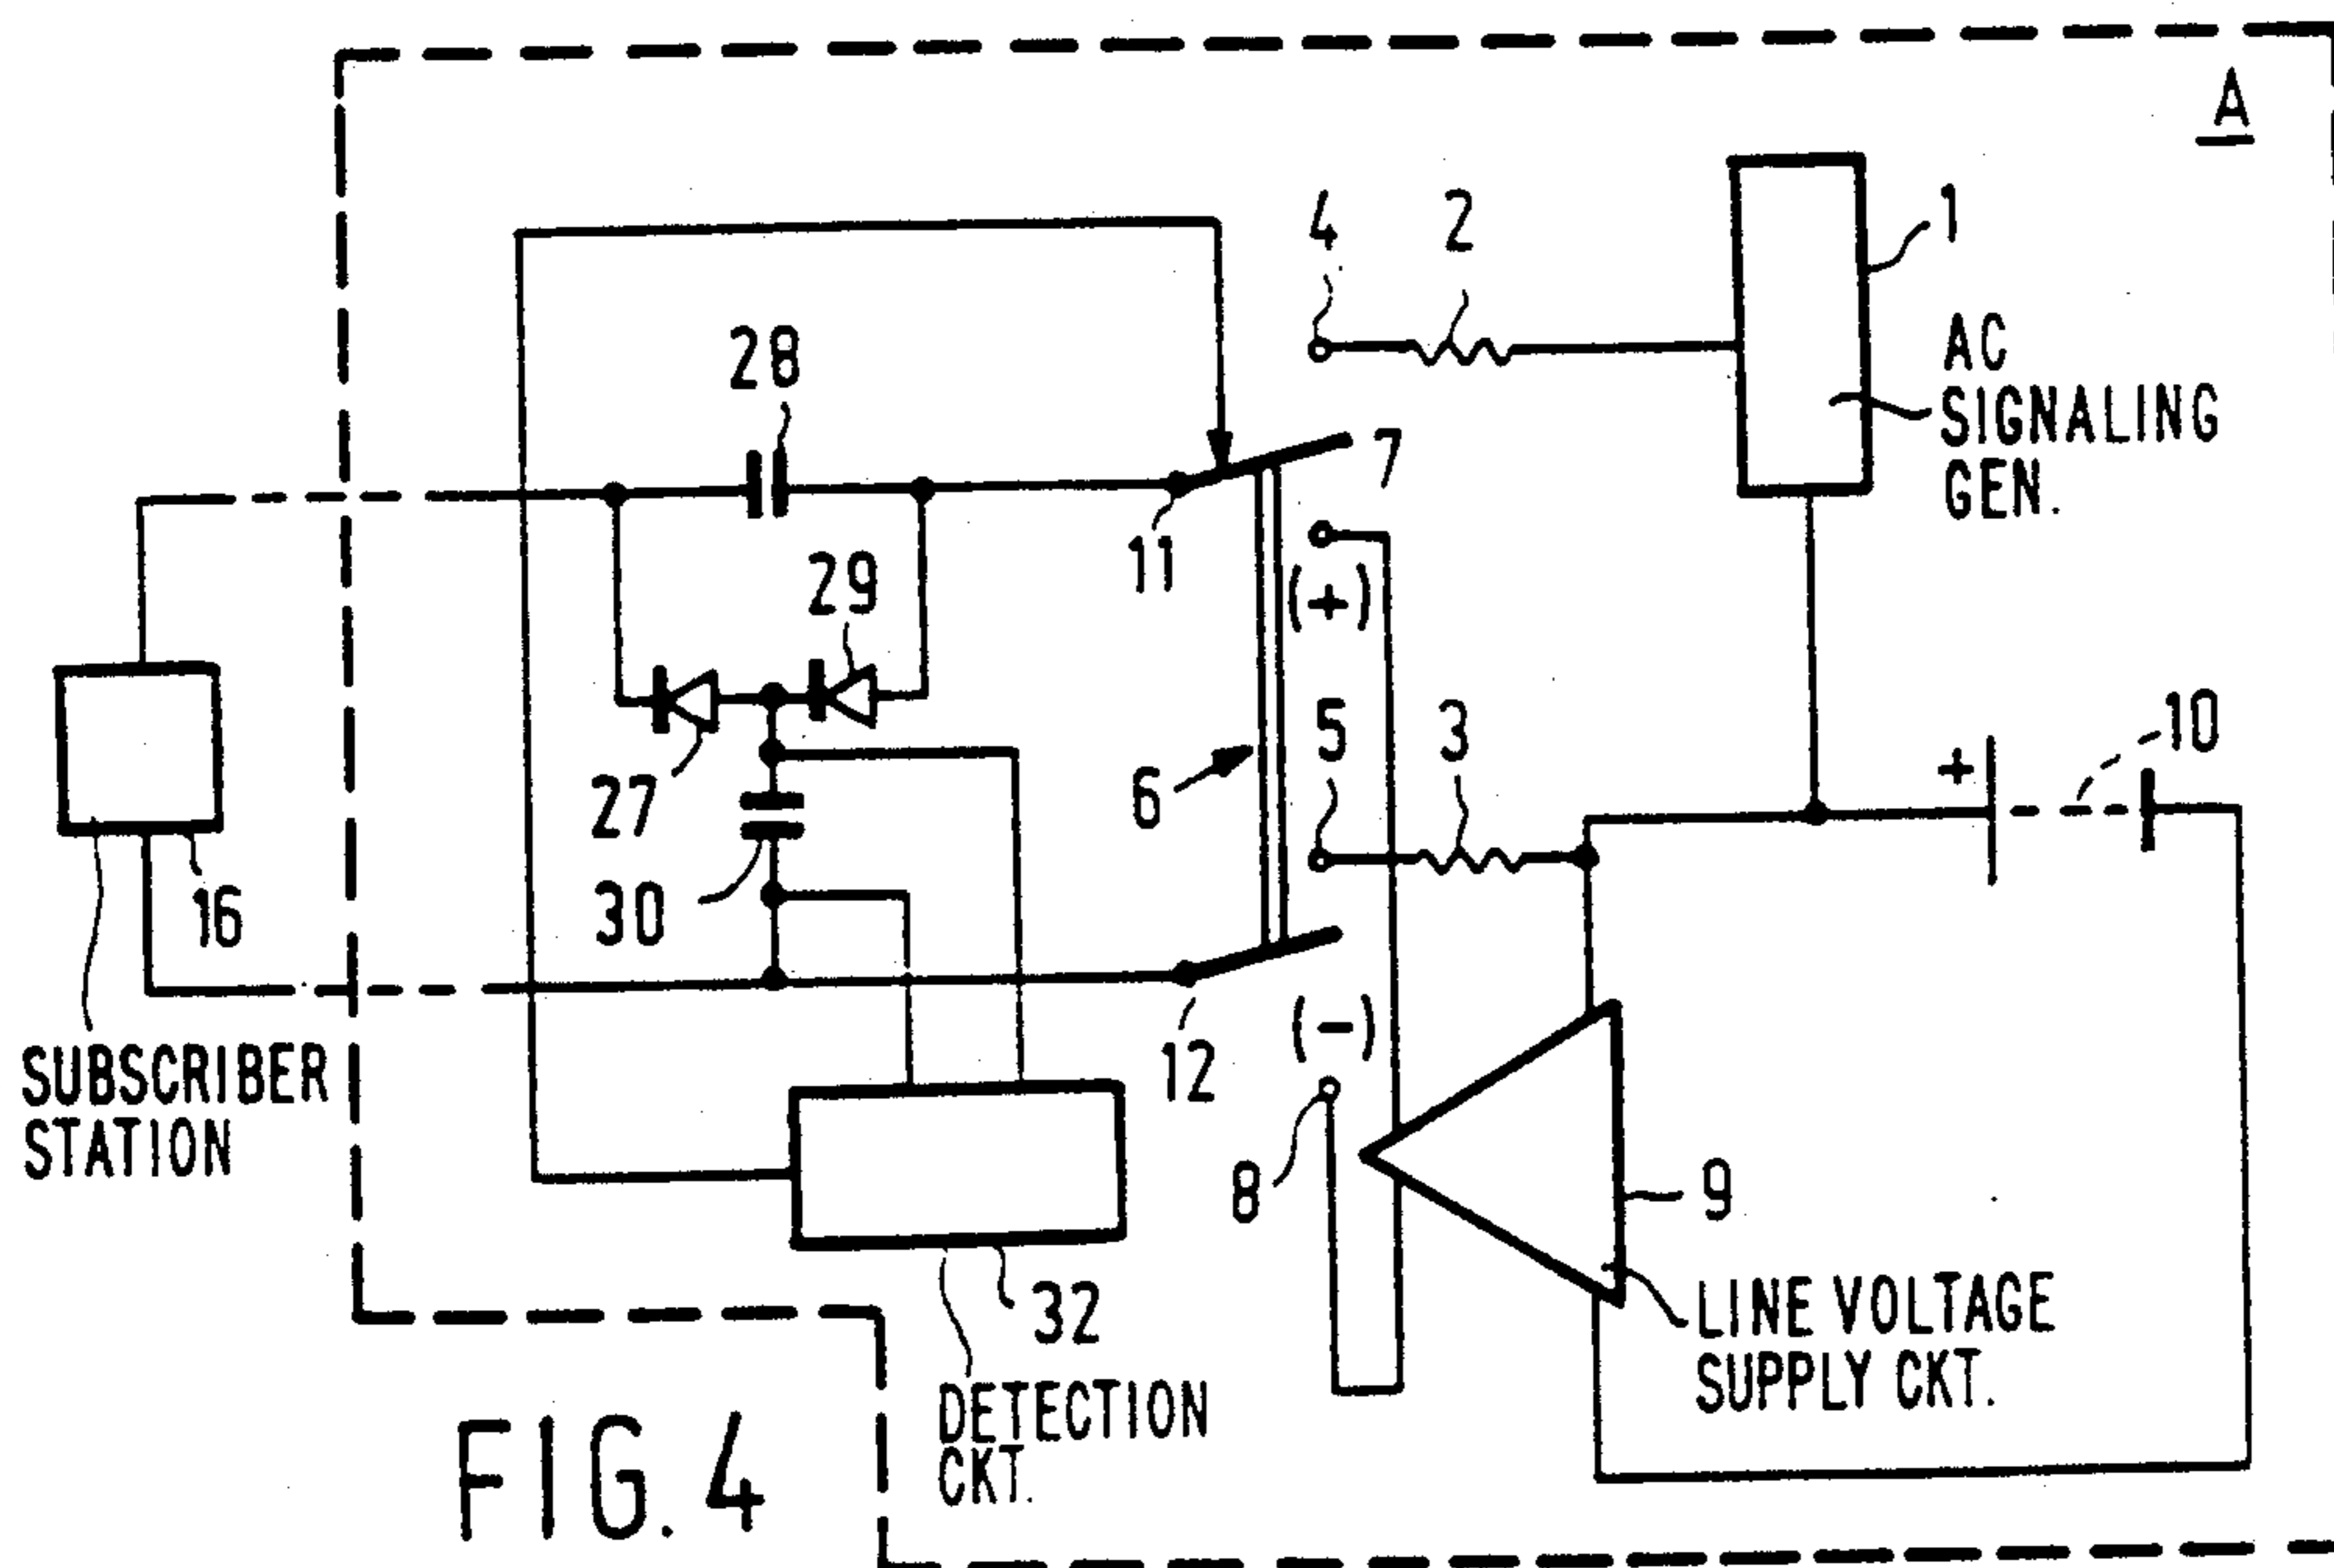 A
4
2
1
AC
SIGNALING
GEN.
28
7
11
29
(+)
5
3
+
10
27
6
30
16
SUBSCRIBER
STATION
12
(-)
8
9
32
LINE VOLTAGE
SUPPLY CKT.
DETECTION
CKT.
FIG. 4